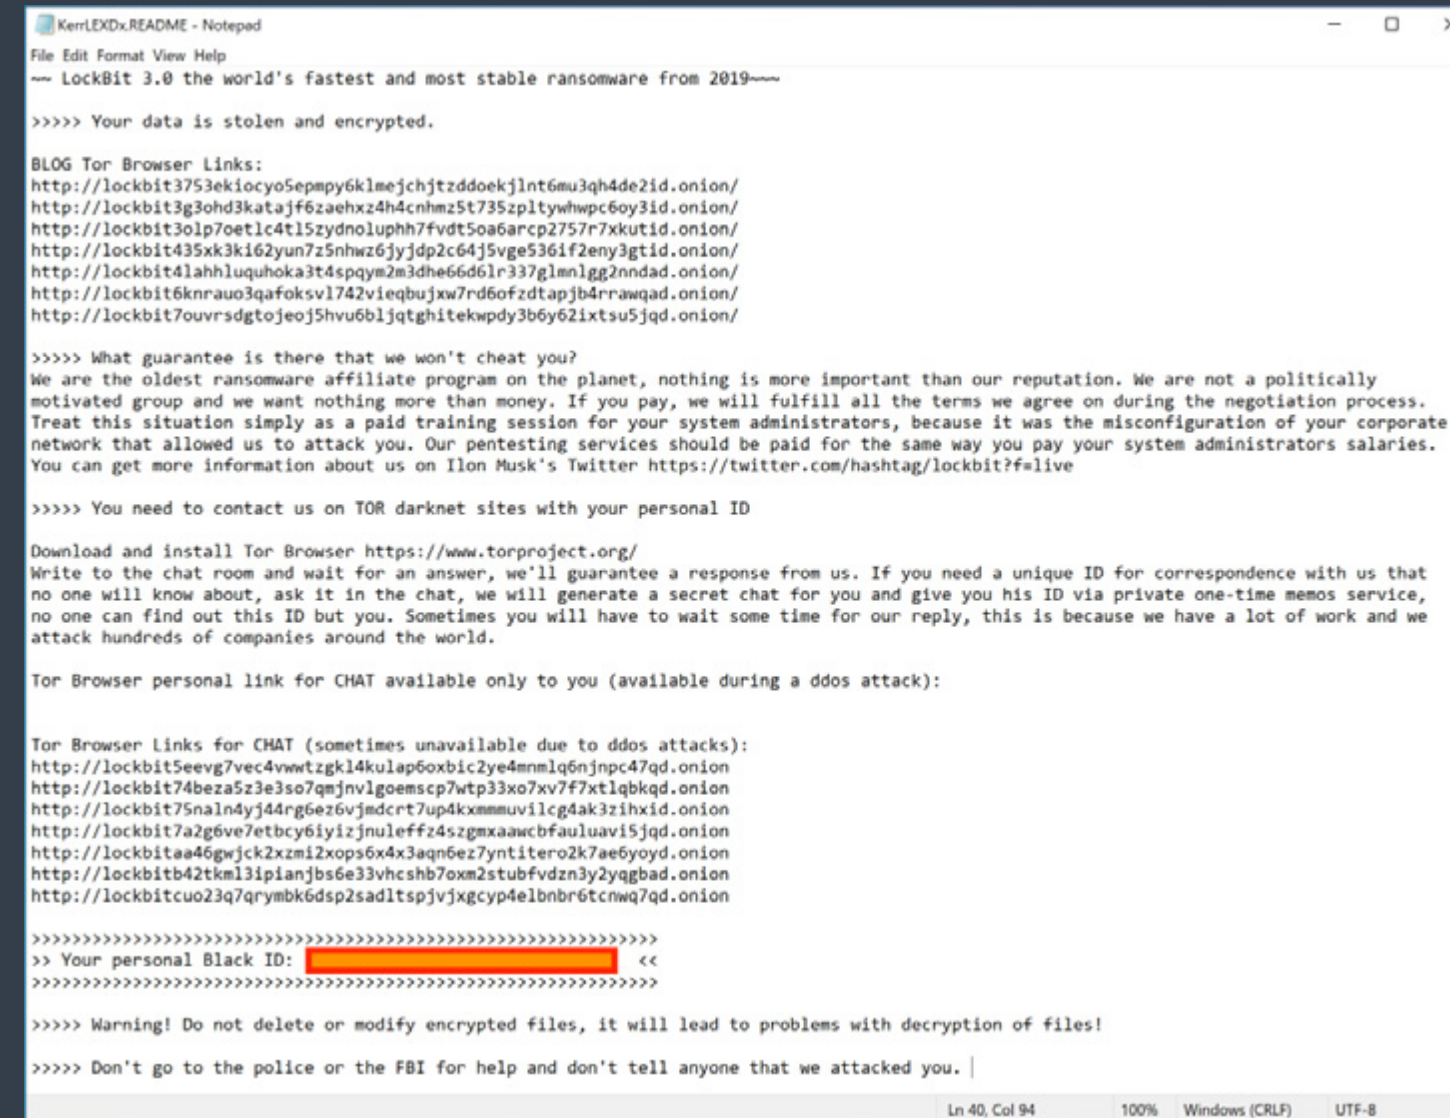 KerrLEXDx.README - Notepad
File Edit Format View Help
~~ LockBit 3.0 the world's fastest and most stable ransomware from 2019~~~
>>>>> Your data is stolen and encrypted.
BLOG Tor Browser Links:
http://lockbit3753ekiocyo5epmpy6klmejchjtzddoekjlnt6mu3qh4de2id.onion/
http://lockbit3g3ohd3katajf6zaehxz4h4cnhmz5t735zpltywhwpc6oy3id.onion/
http://lockbit3olp7oetlc4tl5zydnoluphh7fvdt5oa6arcp2757r7xkutid.onion/
http://lockbit435xk3ki62yun7z5nhwz6jyjdp2c64j5vge536if2eny3gtid.onion/
http://lockbit4lahhluquhoka3t4spqym2m3dhe66d6lr337glmnlgg2nndad.onion/
http://lockbit6knrauo3qafoksvl742vieqbujxw7rd6ofzdtapjb4rrawqad.onion/
http://lockbit7ouvrsdgtojeoj5hvu6bljqtghitekwpdy3b6y62ixtsu5jqd.onion/
>>>>> What guarantee is there that we won't cheat you?
We are the oldest ransomware affiliate program on the planet, nothing is more important than our reputation. We are not a politically
motivated group and we want nothing more than money. If you pay, we will fulfill all the terms we agree on during the negotiation process.
Treat this situation simply as a paid training session for your system administrators, because it was the misconfiguration of your corporate
network that allowed us to attack you. Our pentesting services should be paid for the same way you pay your system administrators salaries.
You can get more information about us on Ilon Musk's Twitter https://twitter.com/hashtag/lockbit?f=live
>>>>> You need to contact us on TOR darknet sites with your personal ID
Download and install Tor Browser https://www.torproject.org/
Write to the chat room and wait for an answer, we'll guarantee a response from us. If you need a unique ID for correspondence with us that
no one will know about, ask it in the chat, we will generate a secret chat for you and give you his ID via private one-time memos service,
no one can find out this ID but you. Sometimes you will have to wait some time for our reply, this is because we have a lot of work and we
attack hundreds of companies around the world.
Tor Browser personal link for CHAT available only to you (available during a ddos attack):
Tor Browser Links for CHAT (sometimes unavailable due to ddos attacks):
http://lockbit5eevg7vec4vwwtzgkl4kulap6oxbic2ye4mnmlq6njnpc47qd.onion
http://lockbit74beza5z3e3so7qmjnvlgoemscp7wtp33xo7xv7f7xtlqbkqd.onion
http://lockbit75naln4yj44rg6ez6vjmdcrt7up4kxmmmuvilcg4ak3zihxid.onion
http://lockbit7a2g6ve7etbcy6iyizjnuleffz4szgmxaawcbfauluavi5jqd.onion
http://lockbitaa46gwjck2xzmi2xops6x4x3aqn6ez7yntitero2k7ae6yoyd.onion
http://lockbitb42tkml3ipianjbs6e33vhcshb7oxm2stubfvdzn3y2yqgbad.onion
http://lockbitcuo23q7qrymbk6dsp2sadltspjvjxgcyp4elbnbr6tcnwq7qd.onion
>>>>>>>>>>>>>>>>>>>>>>>>>>>>>>>>>>>>>>>>>>>>>>>>>>>>>>>>>>>>>>
>> Your personal Black ID: <<
>>>>>>>>>>>>>>>>>>>>>>>>>>>>>>>>>>>>>>>>>>>>>>>>>>>>>>>>>>>>>>
>>>>> Warning! Do not delete or modify encrypted files, it will lead to problems with decryption of files!
>>>>> Don't go to the police or the FBI for help and don't tell anyone that we attacked you.
Ln 40, Col 94 100% Windows (CRLF) UTF-8